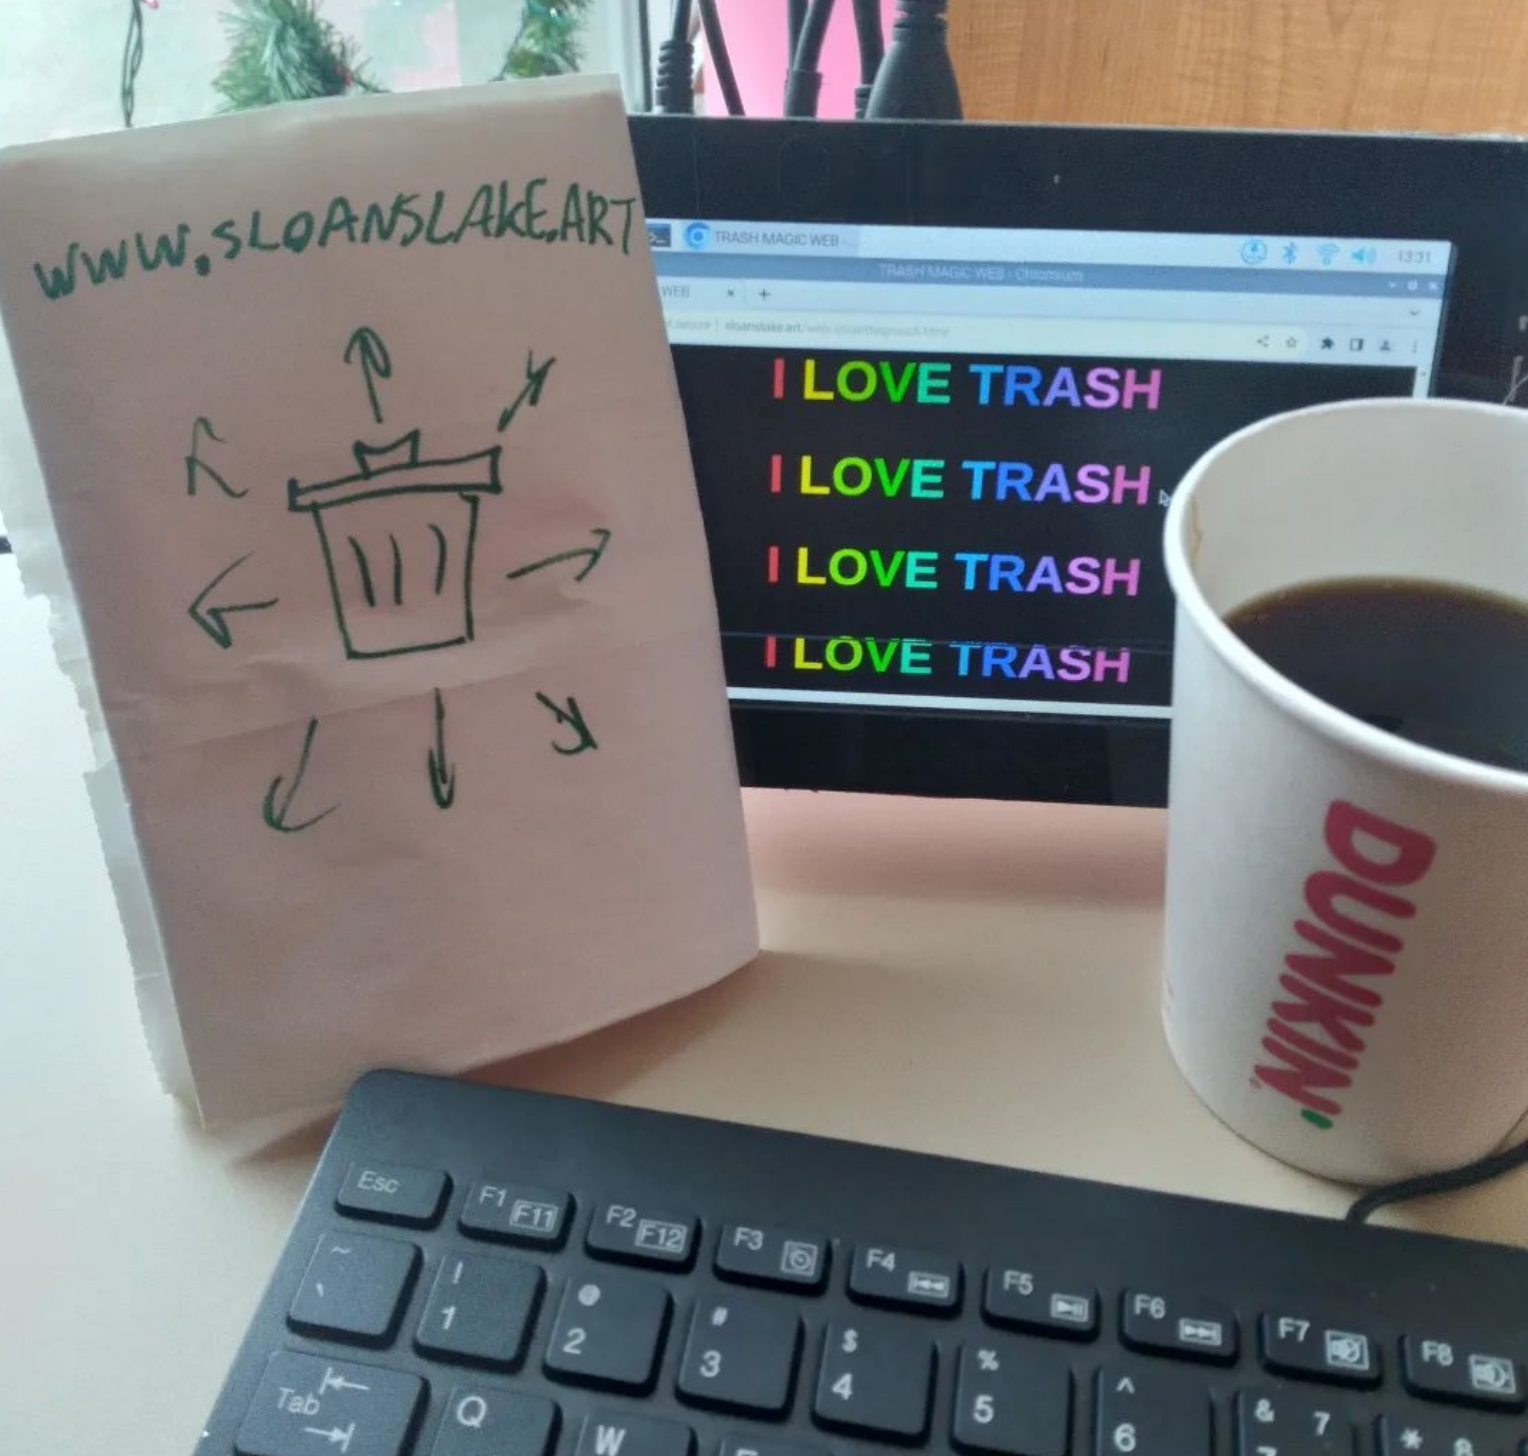 WWW.SLOANSLAKE.ART
TRASH MAGIC WEB -
13:31
TRASH MAGIC WEB - Chromium
WEB
sloanslake.art/web/
I LOVE TRASH
I LOVE TRASH
I LOVE TRASH
I LOVE TRASH
DUNKIN'
Esc F1 F11 F2 F12 F3 F4 F5 F6 F7 F8
~ ! @ # $ % ^ & *
` 1 2 3 4 5 6 7
Tab Q W